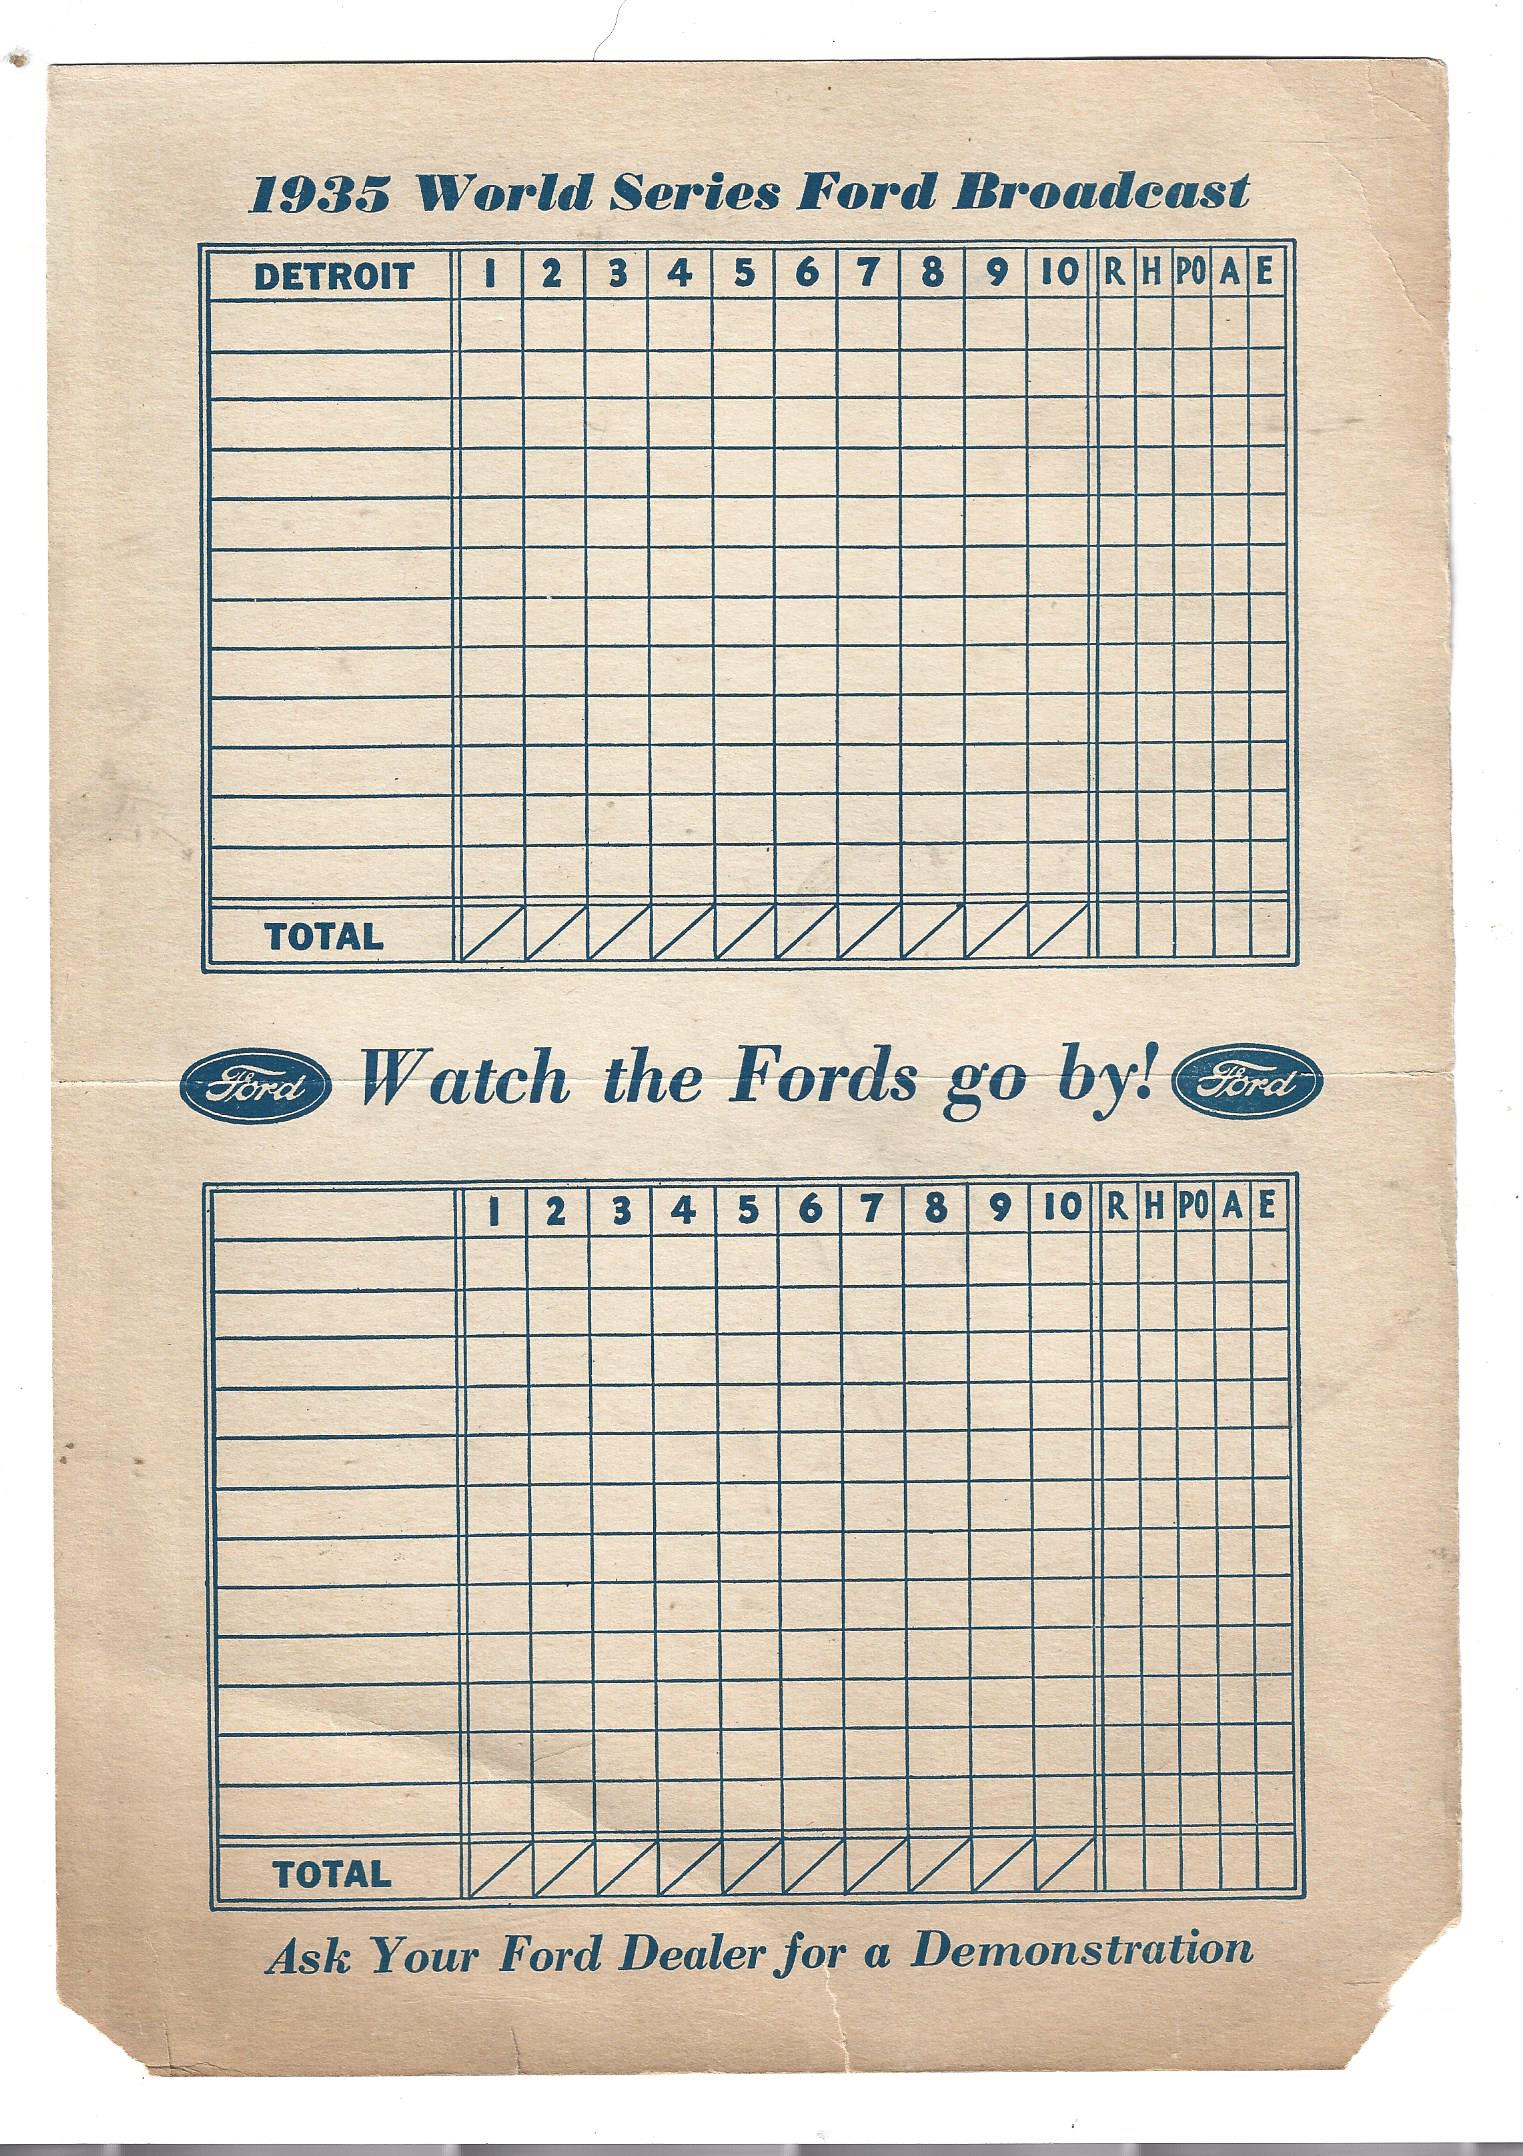 1935 World Series Ford Broadcast
DETROIT 1 2 3 4 5 6 7 8 9 10 R H PO A E
TOTAL
Ford Watch the Fords go by! Ford
1 2 3 4 5 6 7 8 9 10 R H PO A E
TOTAL
Ask Your Ford Dealer for a Demonstration